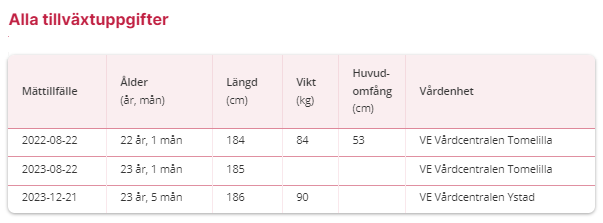 Alla tillväxtuppgifter
Mättillfälle Ålder (år, mån) Längd (cm) Vikt (kg) Huvud-omfång (cm) Vårdenhet
2022-08-22 22 år, 1 mån 184 84 53 VE Vårdcentralen Tomelilla
2023-08-22 23 år, 1 mån 185 VE Vårdcentralen Tomelilla
2023-12-21 23 år, 5 mån 186 90 VE Vårdcentralen Ystad